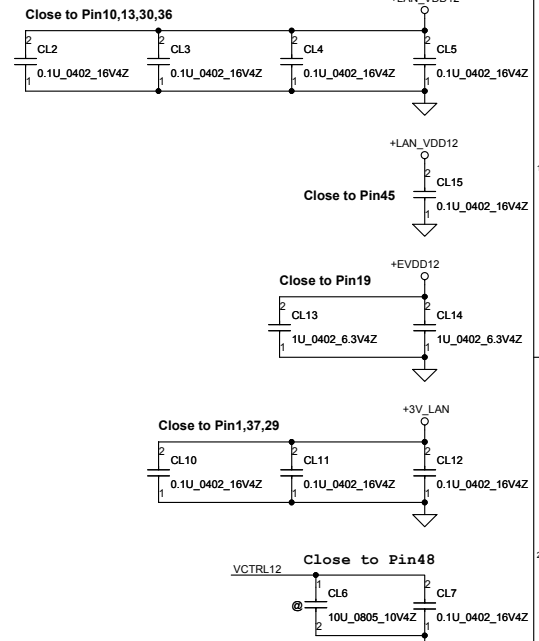 +LAN_VDD12
Close to Pin10,13,30,36
2 2 2 2
CL2 CL3 CL4 CL5
0.1U_0402_16V4Z 0.1U_0402_16V4Z 0.1U_0402_16V4Z 0.1U_0402_16V4Z
1 1 1 1
+LAN_VDD12
2
CL15
Close to Pin45
0.1U_0402_16V4Z
1
1
+EVDD12
Close to Pin19
2 2
CL13 CL14
1U_0402_6.3V4Z 1U_0402_6.3V4Z
1 1
+3V_LAN
Close to Pin1,37,29
2 2 2
CL10 CL11 CL12
0.1U_0402_16V4Z 0.1U_0402_16V4Z 0.1U_0402_16V4Z
1 1 1
Close to Pin48
2
VCTRL12
1 2
CL6 CL7
@
10U_0805_10V4Z 0.1U_0402_16V4Z
2 1